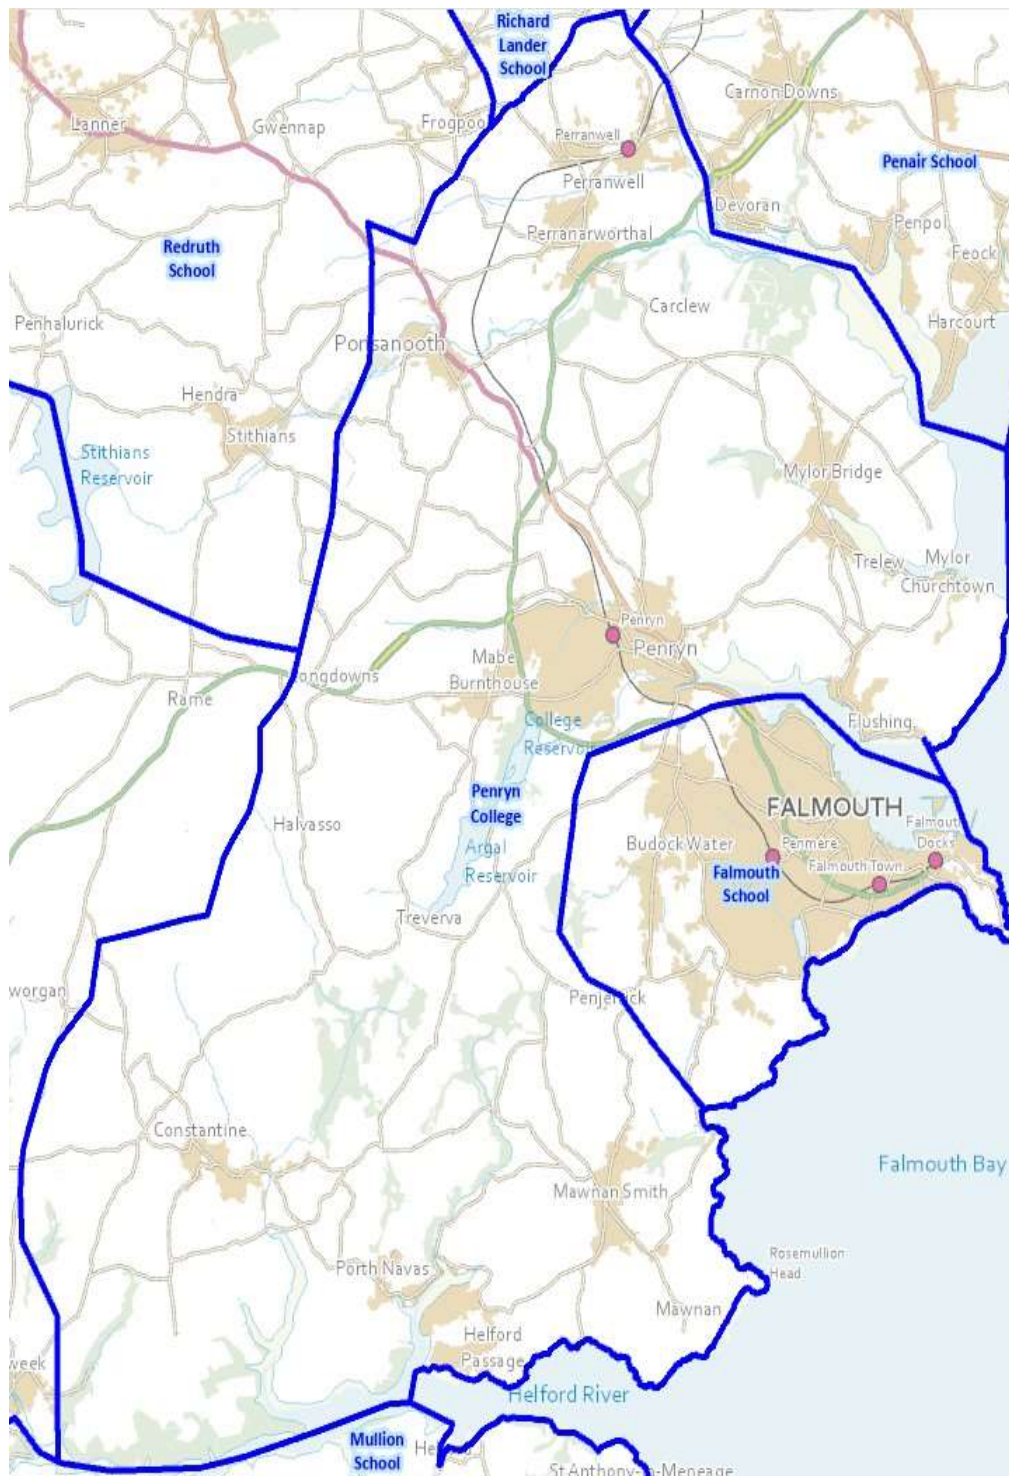 Richard
Lander
School
Carnon Downs
Lanner
Gwennap
Frogpool
Perranwell
Penair School
Perranwell
Devoran
Penpol
Redruth
School
Perranarworthal
Feock
Carclew
Penhalurick
Harcourt
Ponsanooth
Hendra
Stithians
Stithians
Reservoir
Mylor Bridge
Trelew
Mylor
Churchtown
Penryn
Penryn
Mabe
Burnthouse
Longdowns
Rame
College
Reservoir
Flushing
Penryn
College
FALMOUTH
Falmouth
Docks
Halvasso
Budock Water
Penmere
Argal
Reservoir
Falmouth
School
Falmouth Town
Treverva
worgan
Penjerrick
Constantine
Falmouth Bay
Mawnan Smith
Rosemullion
Head
Porth Navas
Mawnan
Helford
Passage
week
Helford River
Mullion
School
He
St Anthony-in-Meneage